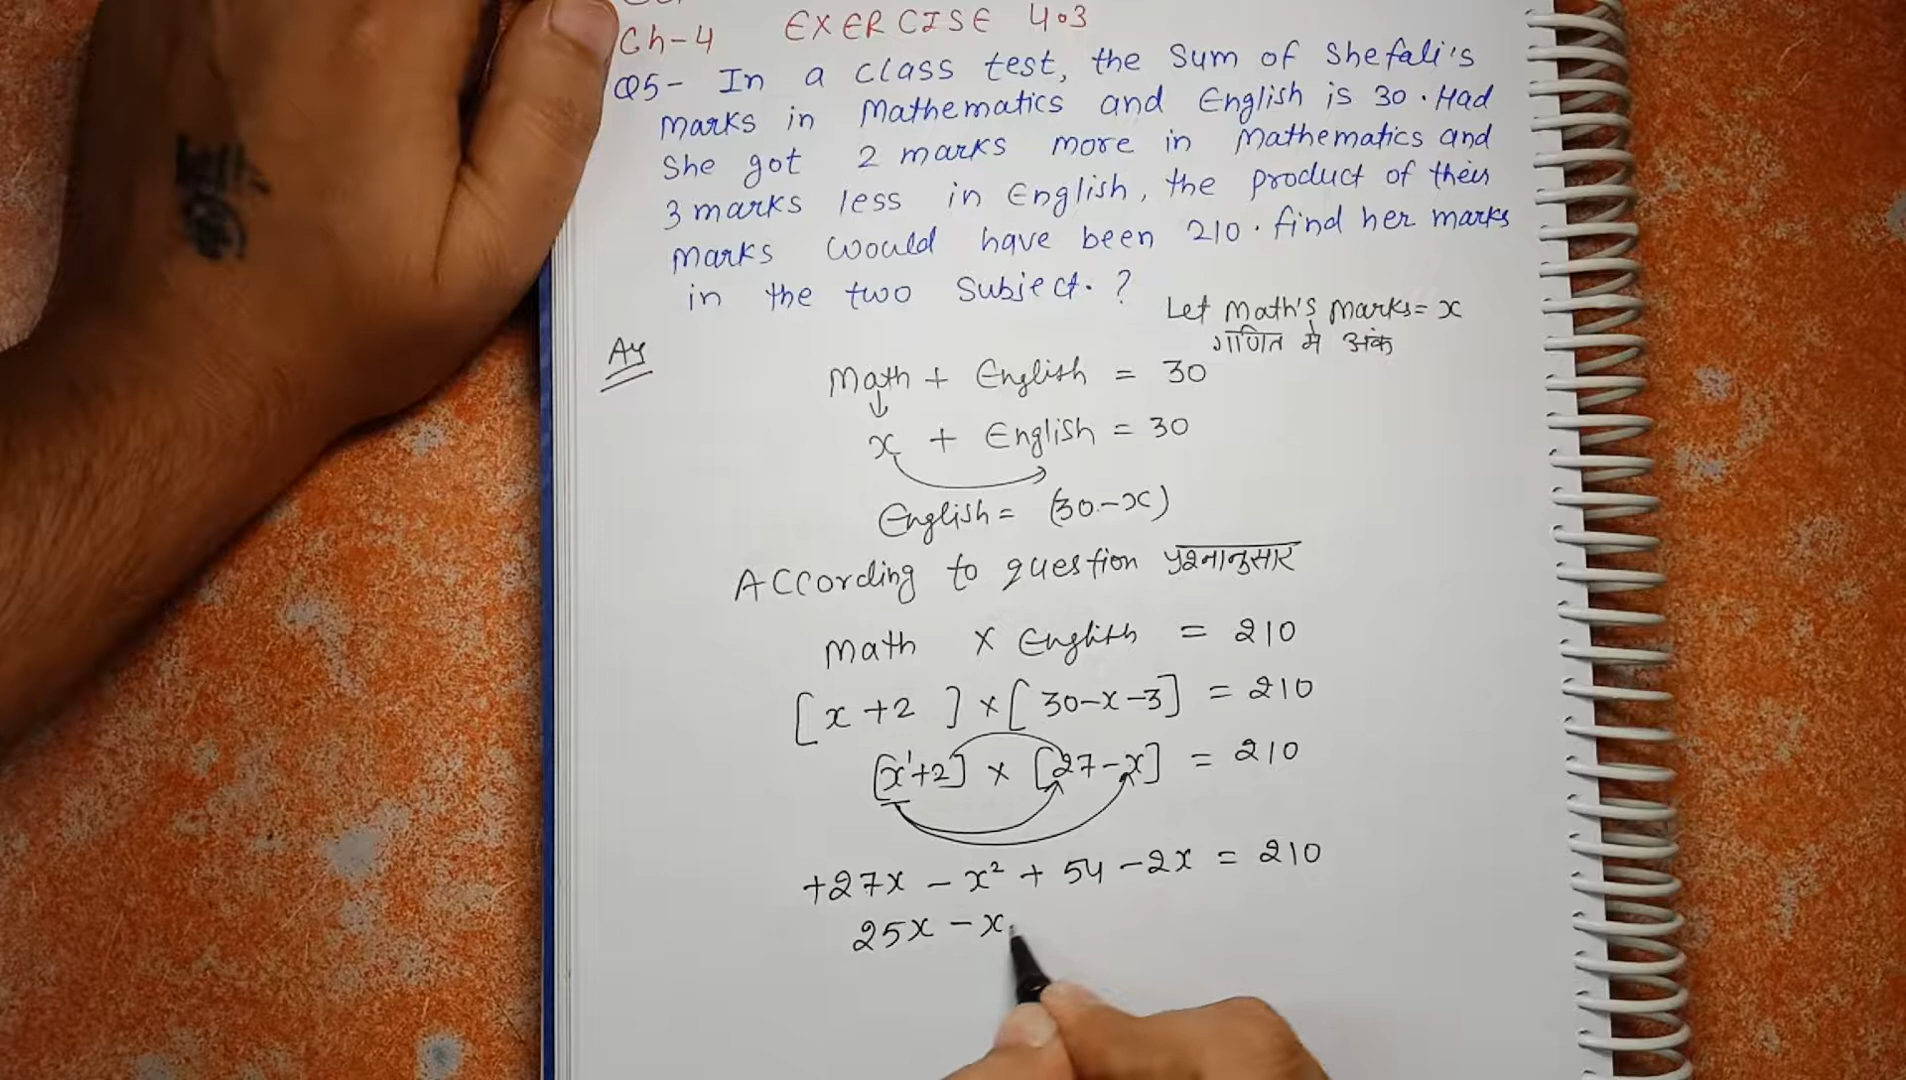 Ch-4 EXERCISE 4.3
Q5- In a class test, the sum of Shefali's
marks in Mathematics and English is 30. Had
she got 2 marks more in Mathematics and
3 marks less in English, the product of their
marks would have been 210. find her marks
in the two Subject. ?
Let Math's marks = x
गणित मे अंक
Math + English = 30
x + English = 30
English = (30-x)
According to question प्रश्नानुसार
Math × English = 210
[x+2] × [30-x-3] = 210
[x+2] × [27-x] = 210
+27x - x² + 54 - 2x = 210
25x - x